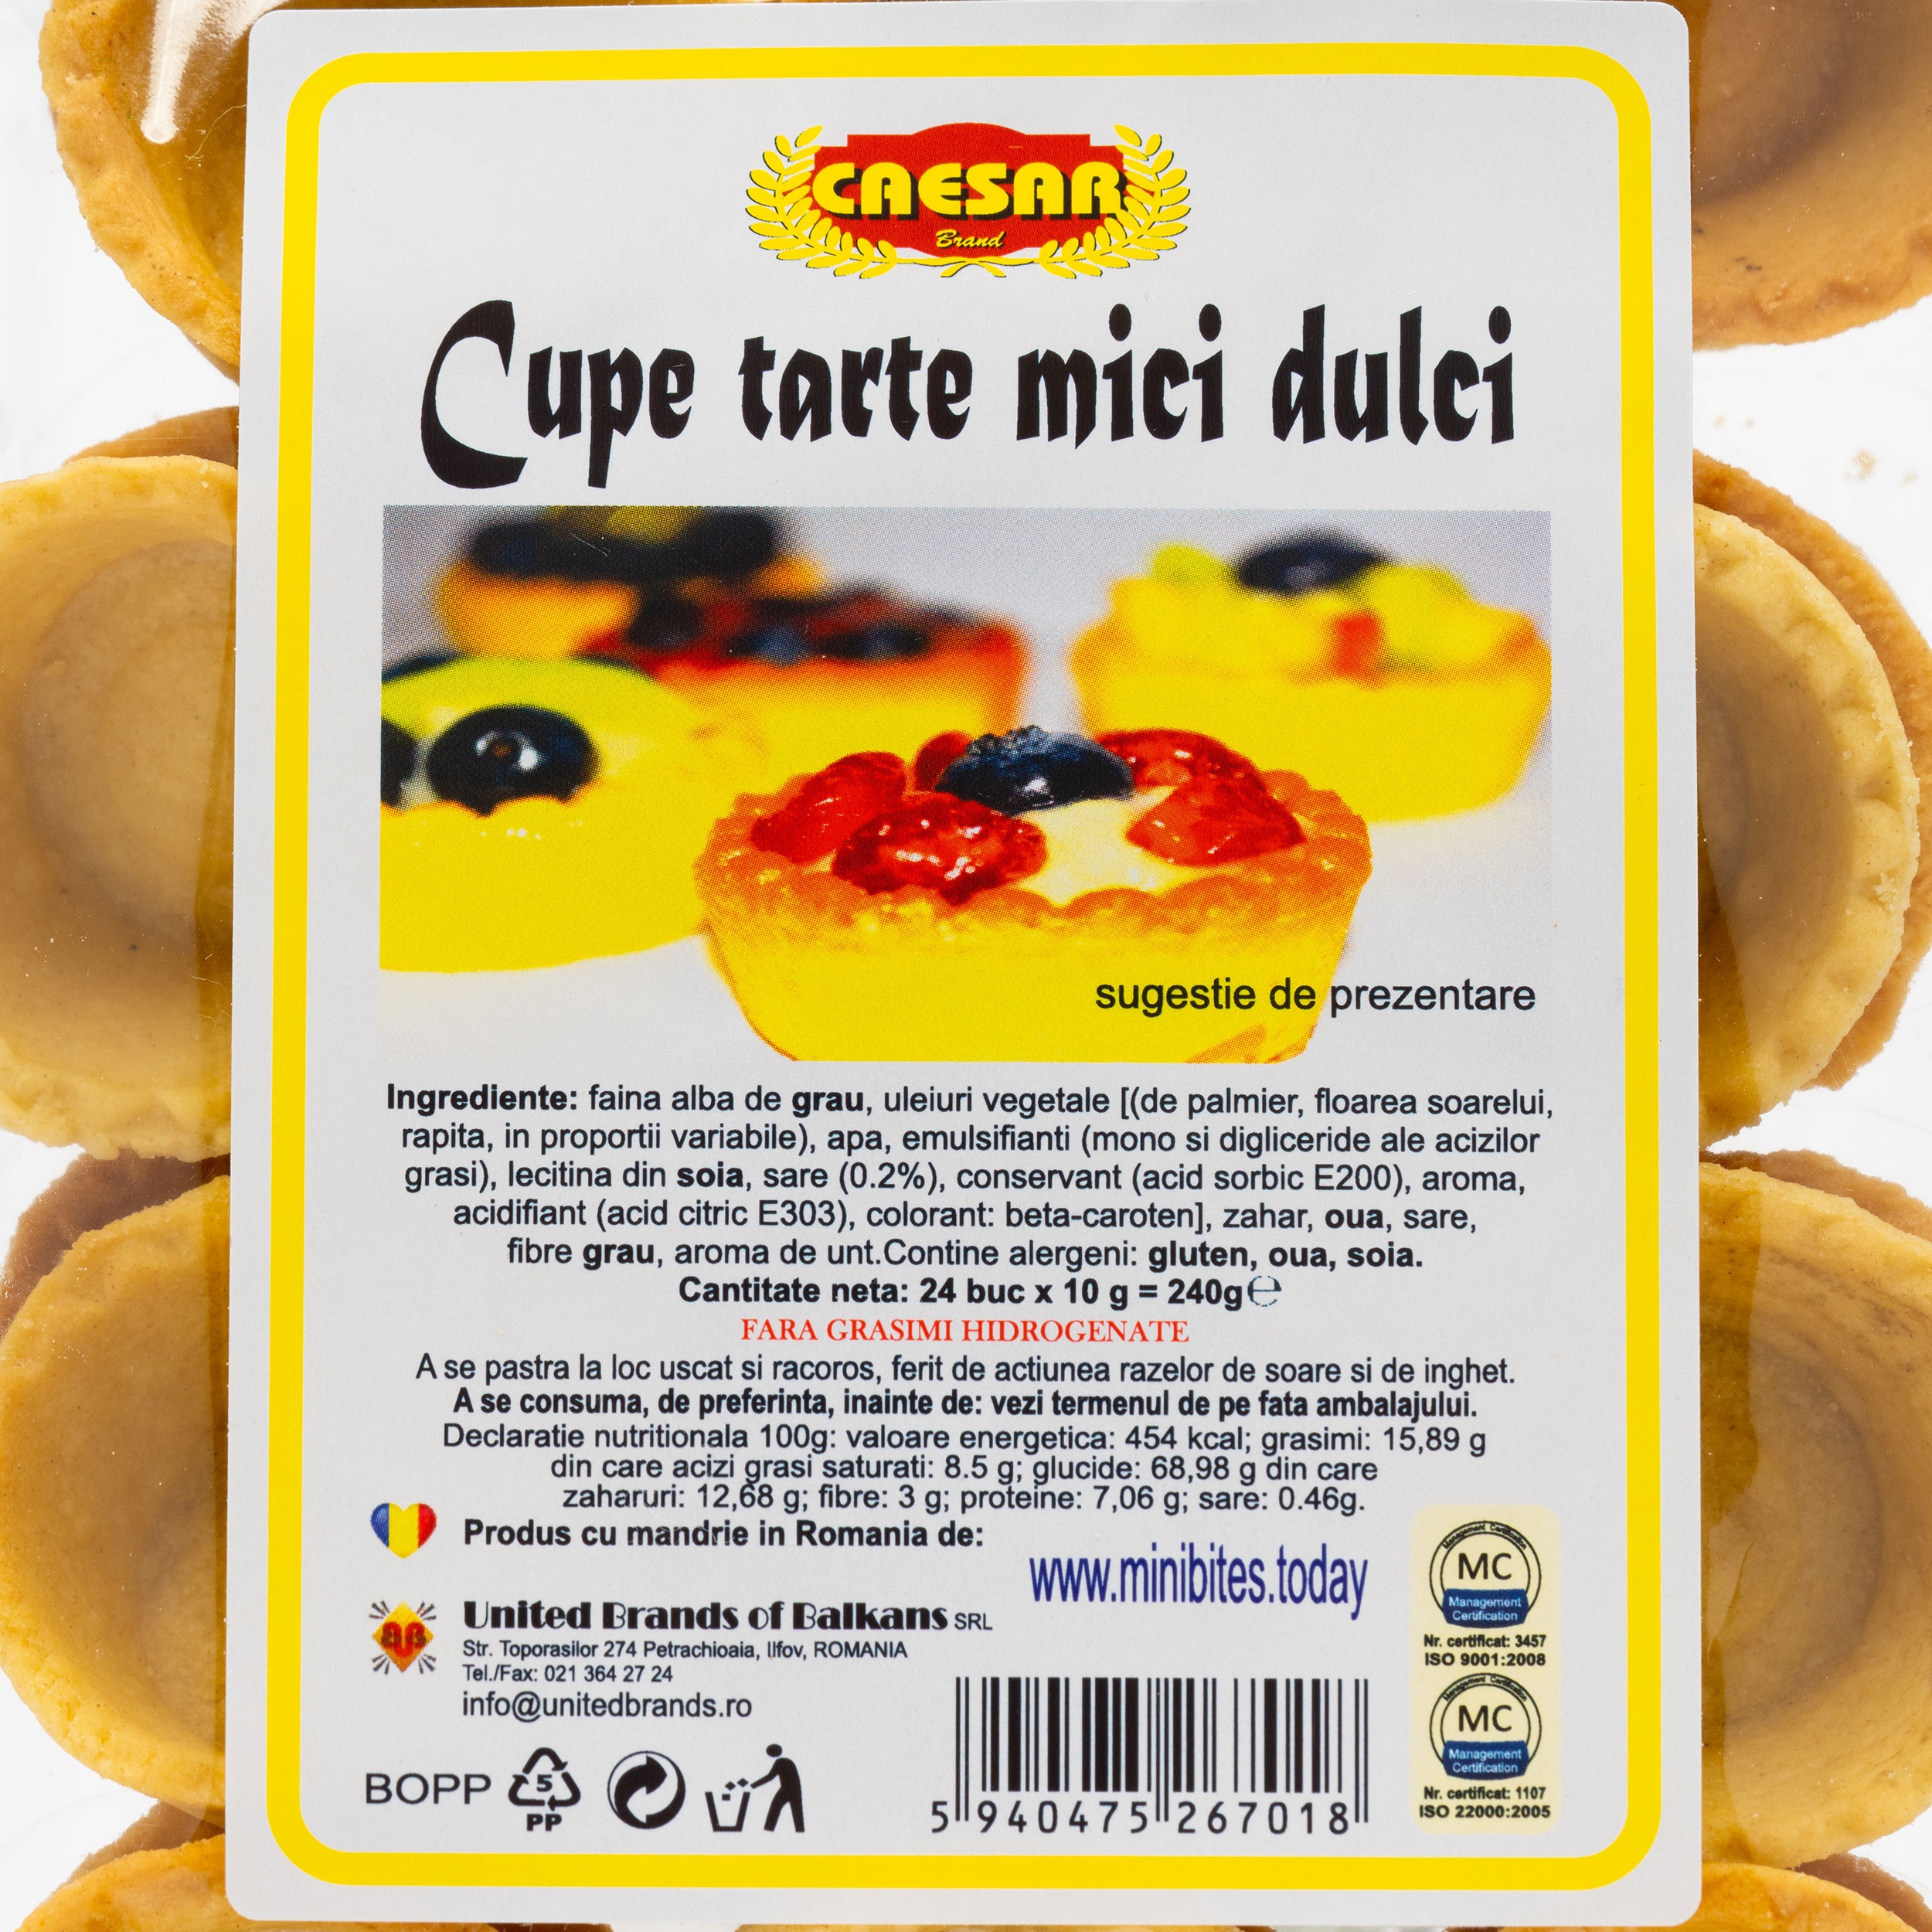 CAESAR
Brand
Cupe tarte mici dulci
sugestie de prezentare
Ingrediente: faina alba de grau, uleiuri vegetale [(de palmier, floarea soarelui,
rapita, in proportii variabile), apa, emulsifianti (mono si digliceride ale acizilor
grasi), lecitina din soia, sare (0.2%), conservant (acid sorbic E200), aroma,
acidifiant (acid citric E303), colorant: beta-caroten], zahar, oua, sare,
fibre grau, aroma de unt.Contine alergeni: gluten, oua, soia.
Cantitate neta: 24 buc x 10 g = 240g ℮
FARA GRASIMI HIDROGENATE
A se pastra la loc uscat si racoros, ferit de actiunea razelor de soare si de inghet.
A se consuma, de preferinta, inainte de: vezi termenul de pe fata ambalajului.
Declaratie nutritionala 100g: valoare energetica: 454 kcal; grasimi: 15,89 g
din care acizi grasi saturati: 8.5 g; glucide: 68,98 g din care
zaharuri: 12,68 g; fibre: 3 g; proteine: 7,06 g; sare: 0.46g.
Produs cu mandrie in Romania de:
www.minibites.today
United Brands of Balkans SRL
Str. Toporasilor 274 Petrachioaia, Ilfov, ROMANIA
Tel./Fax: 021 364 27 24
info@unitedbrands.ro
BOPP
5
PP
5 940475 267018
Management Certification
MC
Management
Certification
Nr. certificat: 3457
ISO 9001:2008
Management Certification
MC
Management
Certification
Nr. certificat: 1107
ISO 22000:2005